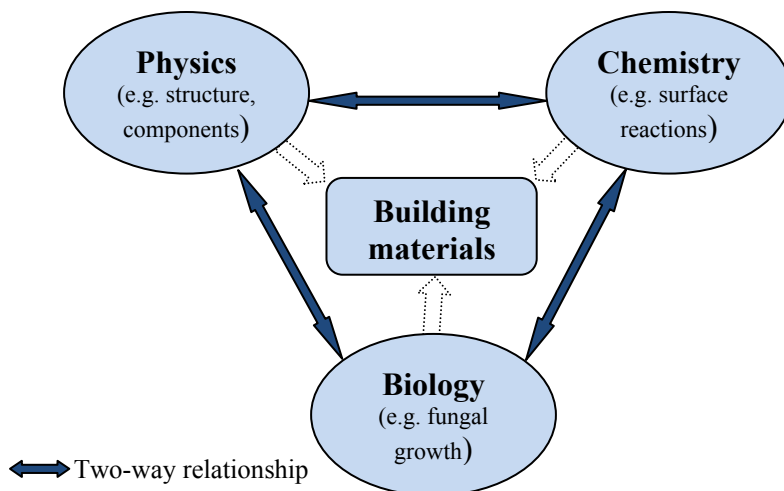 Physics
(e.g. structure,
components)
Chemistry
(e.g. surface
reactions)
Building
materials
Biology
(e.g. fungal
growth)
Two-way relationship